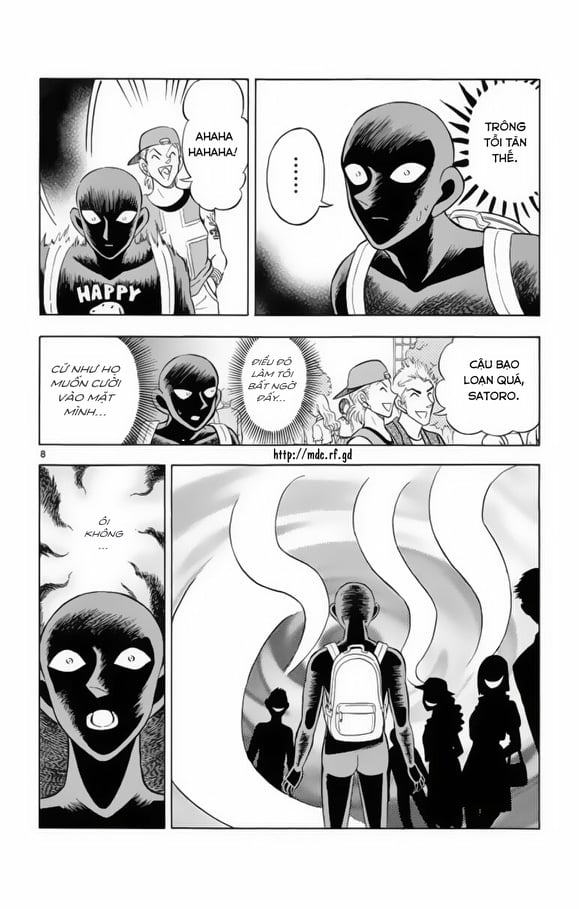 AHAHA
HAHAHA!
HAPPY
TRÔNG
TỒI TÀN
THẾ.
CỨ NHƯ HỌ
MUỐN CƯỜI
VÀO MẶT
MÌNH...
ĐIỀU ĐÓ
LÀM TÔI
BẤT NGỜ
ĐẤY...
CẬU BẠO
LOẠN QUÁ,
SATORO.
8
http://mdc.rf.gd
ÔI
KHÔNG
...